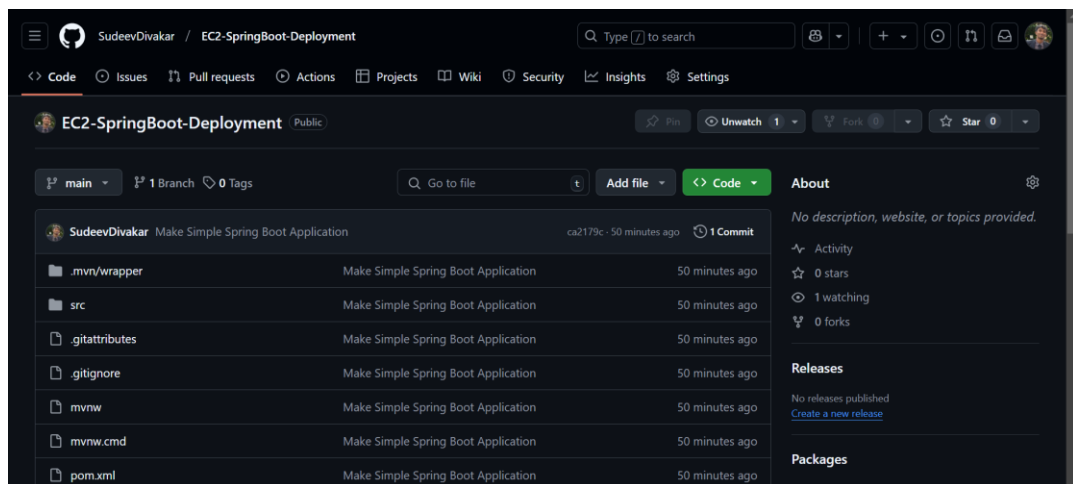 SudeevDivakar / EC2-SpringBoot-Deployment Type / to search
Code Issues Pull requests Actions Projects Wiki Security Insights Settings
EC2-SpringBoot-Deployment Public Pin Unwatch 1 Fork 0 Star 0
main 1 Branch 0 Tags Go to file t Add file Code About
No description, website, or topics provided.
SudeevDivakar Make Simple Spring Boot Application ca2179c · 50 minutes ago 1 Commit
Activity
.mvn/wrapper Make Simple Spring Boot Application 50 minutes ago
0 stars
src Make Simple Spring Boot Application 50 minutes ago
1 watching
0 forks
.gitattributes Make Simple Spring Boot Application 50 minutes ago
.gitignore Make Simple Spring Boot Application 50 minutes ago
Releases
No releases published
mvnw Make Simple Spring Boot Application 50 minutes ago
Create a new release
mvnw.cmd Make Simple Spring Boot Application 50 minutes ago
Packages
pom.xml Make Simple Spring Boot Application 50 minutes ago